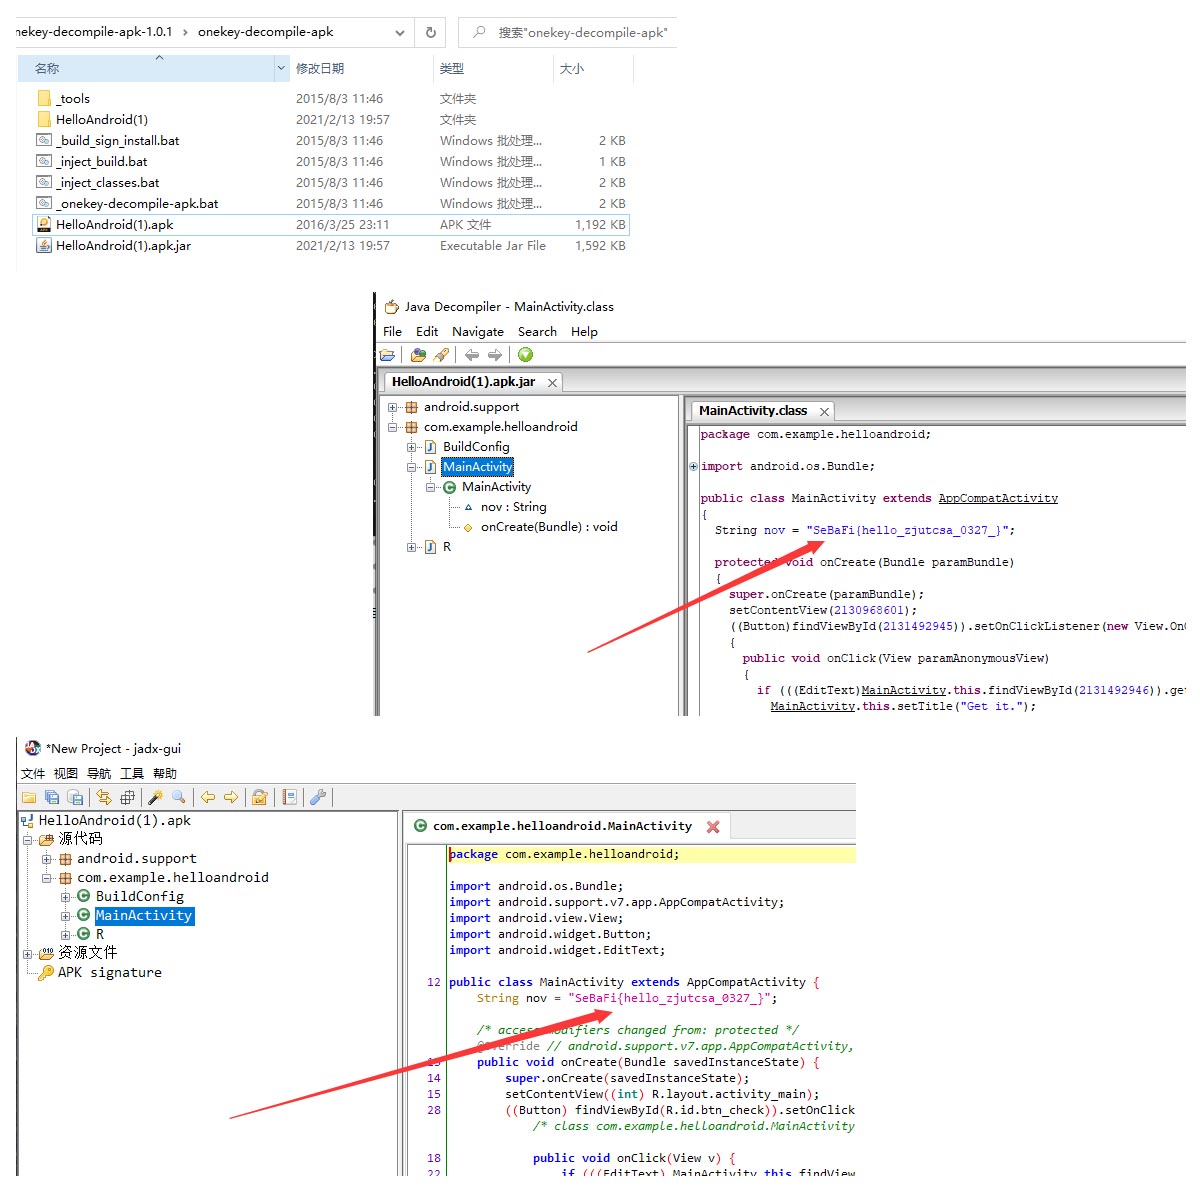 nekey-decompile-apk-1.0.1 > onekey-decompile-apk 搜索"onekey-decompile-apk"
名称 修改日期 类型 大小
_tools 2015/8/3 11:46 文件夹
HelloAndroid(1) 2021/2/13 19:57 文件夹
_build_sign_install.bat 2015/8/3 11:46 Windows 批处理... 2 KB
_inject_build.bat 2015/8/3 11:46 Windows 批处理... 1 KB
_inject_classes.bat 2015/8/3 11:46 Windows 批处理... 2 KB
_onekey-decompile-apk.bat 2015/8/3 11:46 Windows 批处理... 2 KB
HelloAndroid(1).apk 2016/3/25 23:11 APK 文件 1,192 KB
HelloAndroid(1).apk.jar 2021/2/13 19:57 Executable Jar File 1,592 KB
Java Decompiler - MainActivity.class
File Edit Navigate Search Help
HelloAndroid(1).apk.jar
android.support
com.example.helloandroid
BuildConfig
MainActivity
MainActivity
nov : String
onCreate(Bundle) : void
R
MainActivity.class
package com.example.helloandroid;
import android.os.Bundle;
public class MainActivity extends AppCompatActivity
{
String nov = "SeBaFi{hello_zjutcsa_0327_}";
protected void onCreate(Bundle paramBundle)
{
super.onCreate(paramBundle);
setContentView(2130968601);
((Button)findViewById(2131492945)).setOnClickListener(new View.OnC
{
public void onClick(View paramAnonymousView)
{
if (((EditText)MainActivity.this.findViewById(2131492946)).ge
MainActivity.this.setTitle("Get it.");
*New Project - jadx-gui
文件 视图 导航 工具 帮助
HelloAndroid(1).apk
源代码
android.support
com.example.helloandroid
BuildConfig
MainActivity
R
资源文件
APK signature
com.example.helloandroid.MainActivity
package com.example.helloandroid;
import android.os.Bundle;
import android.support.v7.app.AppCompatActivity;
import android.view.View;
import android.widget.Button;
import android.widget.EditText;
12 public class MainActivity extends AppCompatActivity {
String nov = "SeBaFi{hello_zjutcsa_0327_}";
/* access modifiers changed from: protected */
@Override // android.support.v7.app.AppCompatActivity,
13 public void onCreate(Bundle savedInstanceState) {
14 super.onCreate(savedInstanceState);
15 setContentView((int) R.layout.activity_main);
28 ((Button) findViewById(R.id.btn_check)).setOnClick
/* class com.example.helloandroid.MainActivity
18 public void onClick(View v) {
22 if (((EditText) MainActivity.this.findView